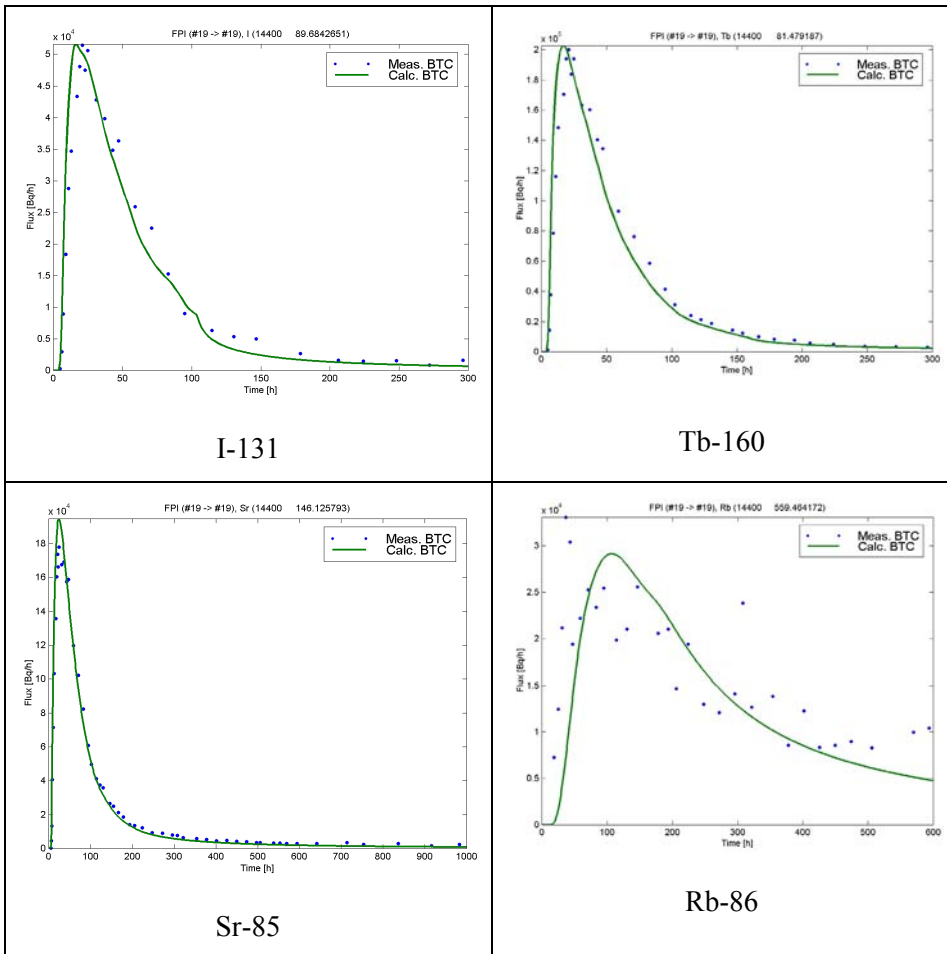 FPI (#19 -> #19), I (14400 89.6842651)
x 10^4
Meas. BTC
Calc. BTC
5
4.5
4
3.5
3
2.5
2
1.5
1
0.5
0
Flux [Bq/h]
0 50 100 150 200 250 300
Time [h]
I-131
FPI (#19 -> #19), Tb (14400 81.479187)
x 10^5
Meas. BTC
Calc. BTC
2
1.8
1.6
1.4
1.2
1
0.8
0.6
0.4
0.2
0
Flux [Bq/h]
0 50 100 150 200 250 300
Time [h]
Tb-160
FPI (#19 -> #19), Sr (14400 146.125793)
x 10^4
Meas. BTC
Calc. BTC
18
16
14
12
10
8
6
4
2
0
Flux [Bq/h]
0 100 200 300 400 500 600 700 800 900 1000
Time [h]
Sr-85
FPI (#19 -> #19), Rb (14400 559.464172)
x 10^4
Meas. BTC
Calc. BTC
3
2.5
2
1.5
1
0.5
0
Flux [Bq/h]
0 100 200 300 400 500 600
Time [h]
Rb-86